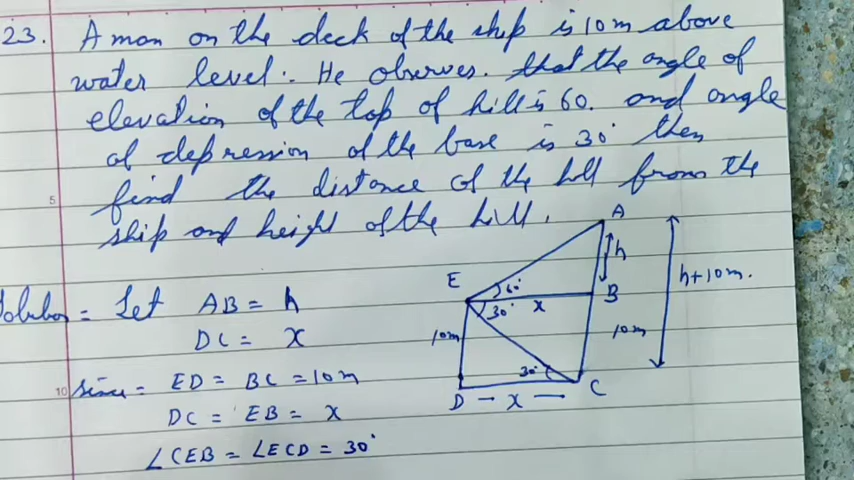 23. A man on the deck of the ship is 10m above
water level. He observes. that the angle of
elevation of the top of hill is 60. and angle
of depression of the base is 30° then
find the distance of the hill from the
ship and height of the hill.
5
A
h
h+10m.
E
60°
B
30°
x
10m
10m
30°
D - x - C
Solution = Let AB = h
DC = x
10
since = ED = BC = 10m
DC = EB = x
∠CEB = ∠ECD = 30°